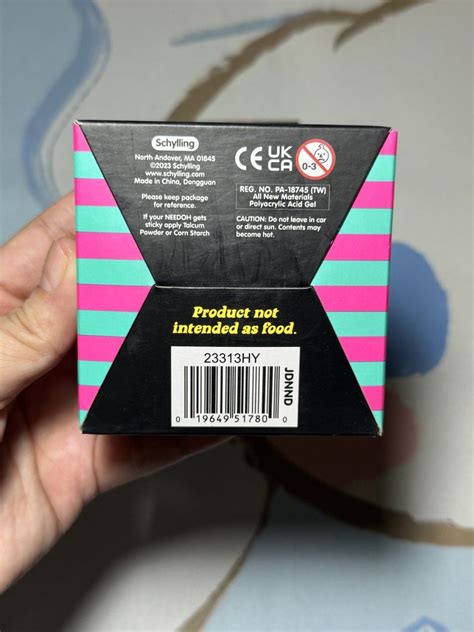 Schylling
North Andover, MA 01845
©2023 Schylling
www.schylling.com
Made in China, Dongguan
Please keep package
for reference.
If your NEEDOH gets
sticky apply Talcum
Powder or Corn Starch
CE UK CA 0-3
REG. NO. PA-18745 (TW)
All New Materials
Polyacrylic Acid Gel
CAUTION: Do not leave in car
or direct sun. Contents may
become hot.
Product not
intended as food.
23313HY
JDNND
0 19649 51780 0